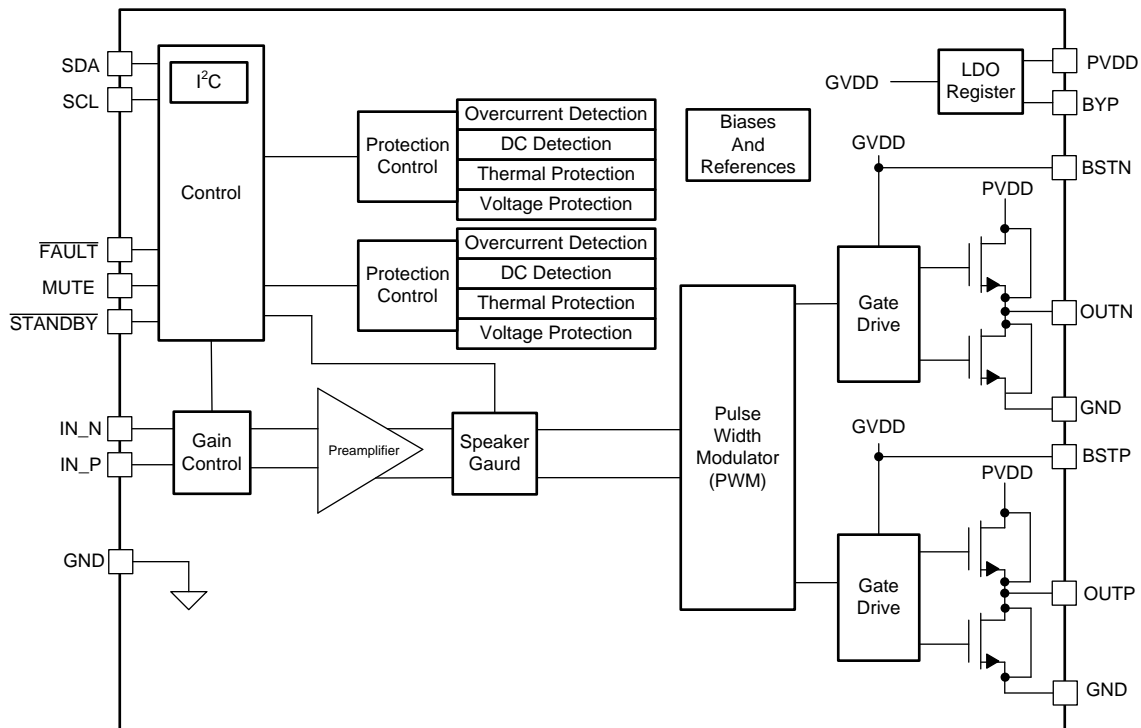 SDA
SCL
I²C
Control
FAULT
MUTE
STANDBY
Protection
Control
Overcurrent Detection
DC Detection
Thermal Protection
Voltage Protection
Protection
Control
Overcurrent Detection
DC Detection
Thermal Protection
Voltage Protection
Biases
And
References
GVDD
LDO
Register
PVDD
BYP
GVDD
BSTN
PVDD
Gate
Drive
OUTN
GND
IN_N
IN_P
Gain
Control
Preamplifier
Speaker
Gaurd
Pulse
Width
Modulator
(PWM)
GVDD
BSTP
PVDD
Gate
Drive
OUTP
GND
GND